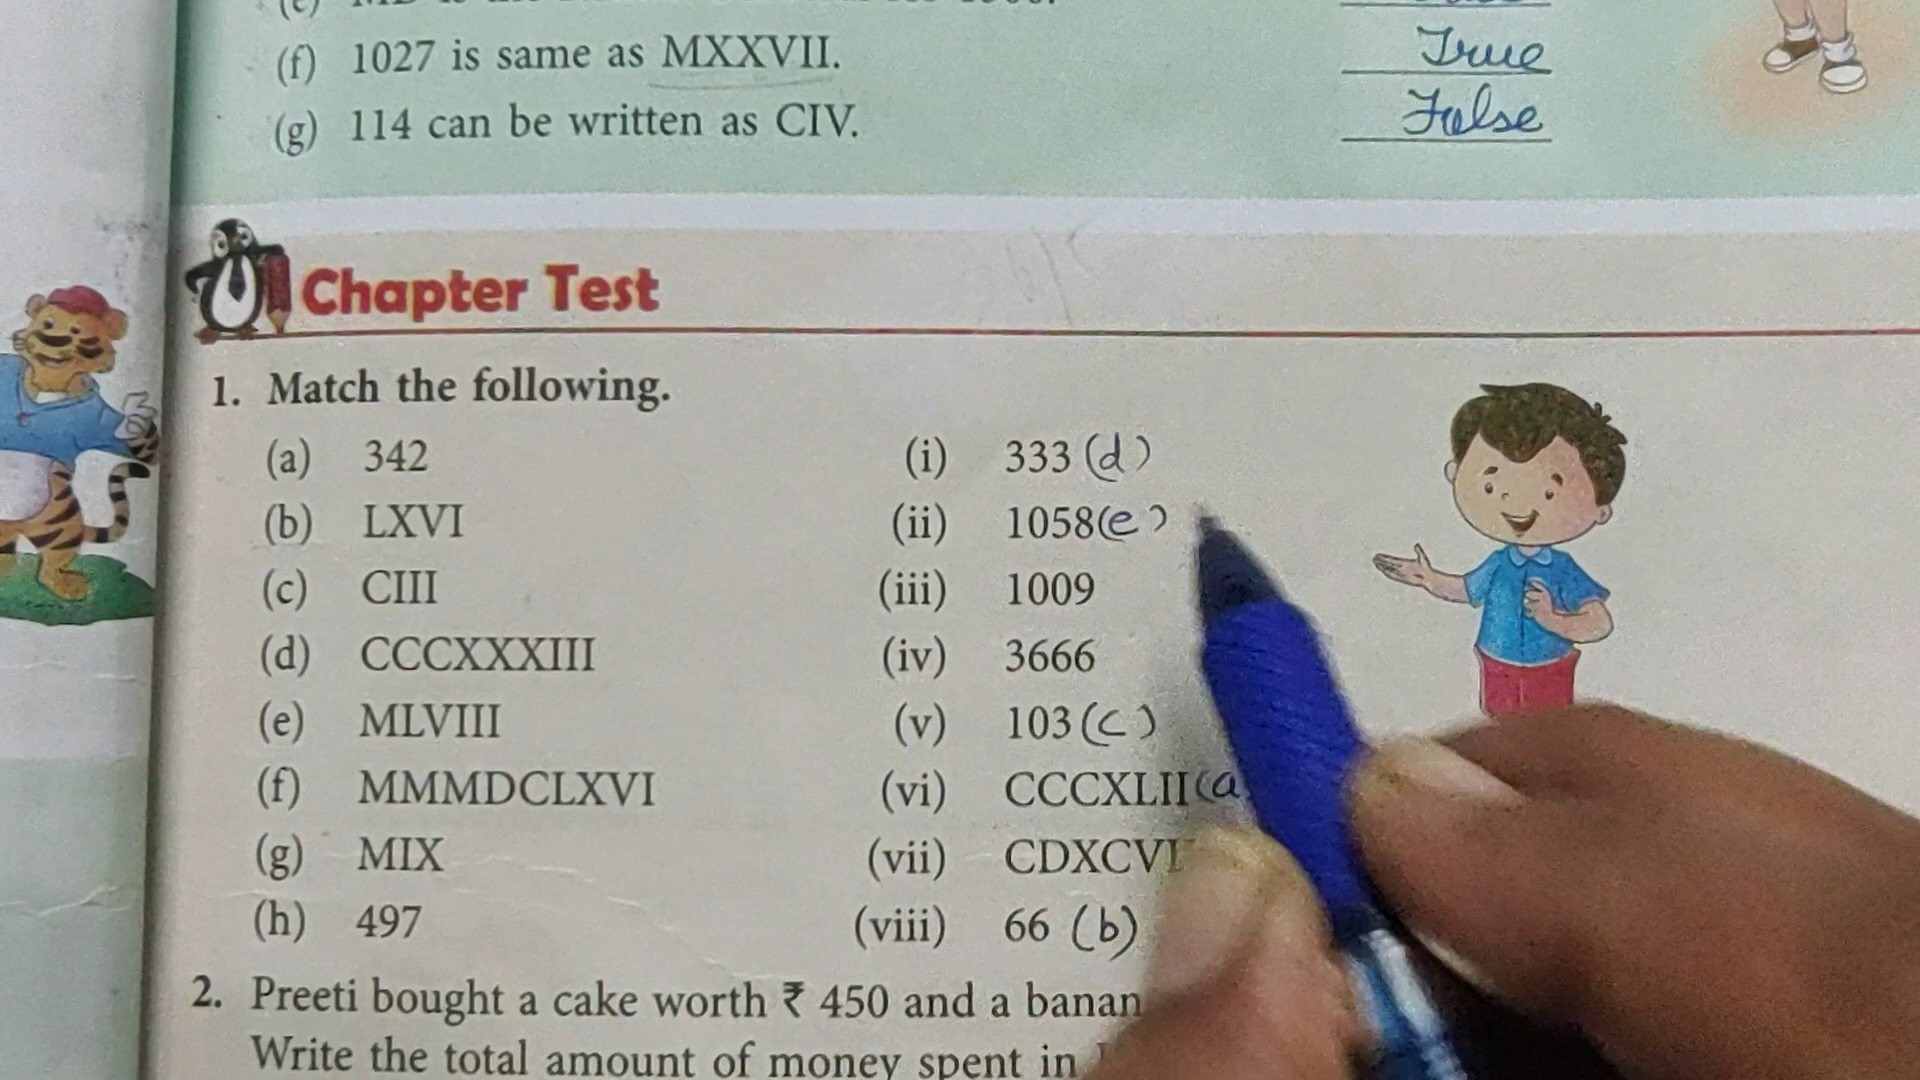 (f) 1027 is same as MXXVII. True
(g) 114 can be written as CIV. False
Chapter Test
1. Match the following.
(a) 342 (i) 333 (d)
(b) LXVI (ii) 1058 (e)
(c) CIII (iii) 1009
(d) CCCXXXIII (iv) 3666
(e) MLVIII (v) 103 (c)
(f) MMMDCLXVI (vi) CCCXLII (a
(g) MIX (vii)
(h) 497 (viii) 66 (b)
2. Preeti bought a cake worth ₹ 450 and a
Write the total amount of money spent in